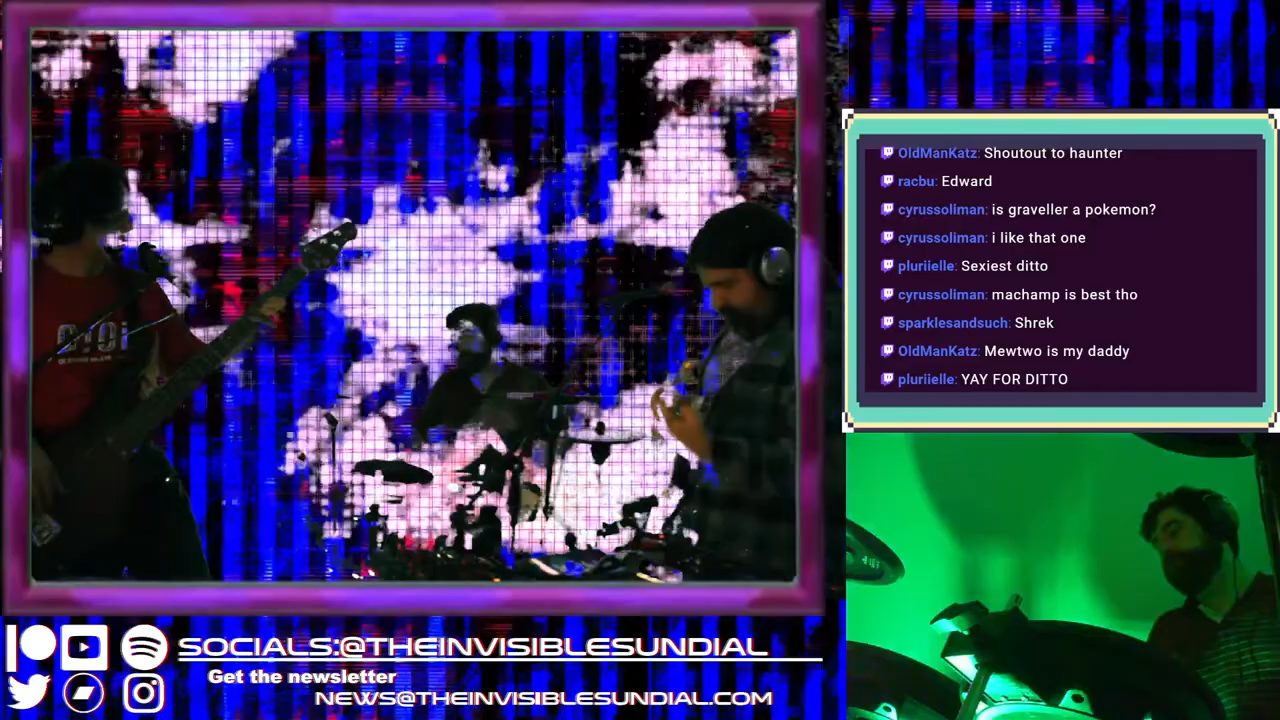 OldManKatz: Shoutout to haunter
racbu: Edward
cyrussoliman: is graveller a pokemon?
cyrussoliman: i like that one
pluriielle: Sexiest ditto
cyrussoliman: machamp is best tho
sparklesandsuch: Shrek
OldManKatz: Mewtwo is my daddy
pluriielle: YAY FOR DITTO
SOCIALS:@THEINVISIBLESUNDIAL
Get the newsletter
NEWS@THEINVISIBLESUNDIAL.COM